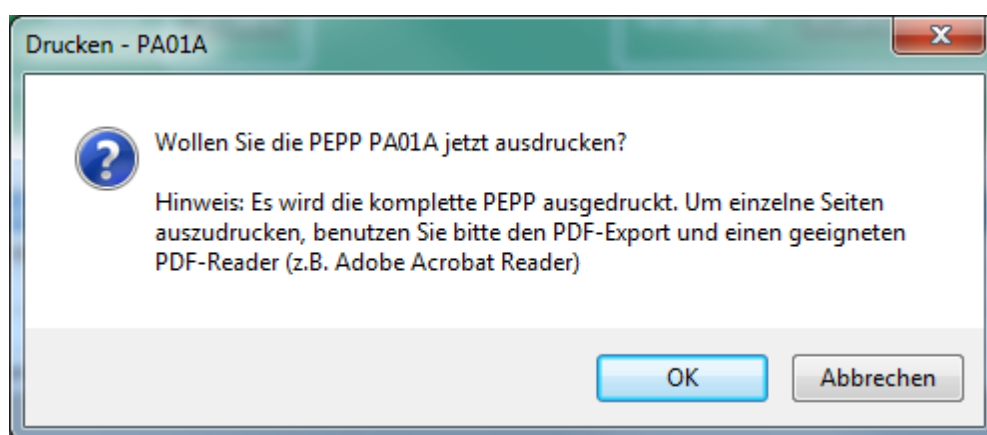 Drucken - PA01A
Wollen Sie die PEPP PA01A jetzt ausdrucken?
Hinweis: Es wird die komplette PEPP ausgedruckt. Um einzelne Seiten
auszudrucken, benutzen Sie bitte den PDF-Export und einen geeigneten
PDF-Reader (z.B. Adobe Acrobat Reader)
OK
Abbrechen